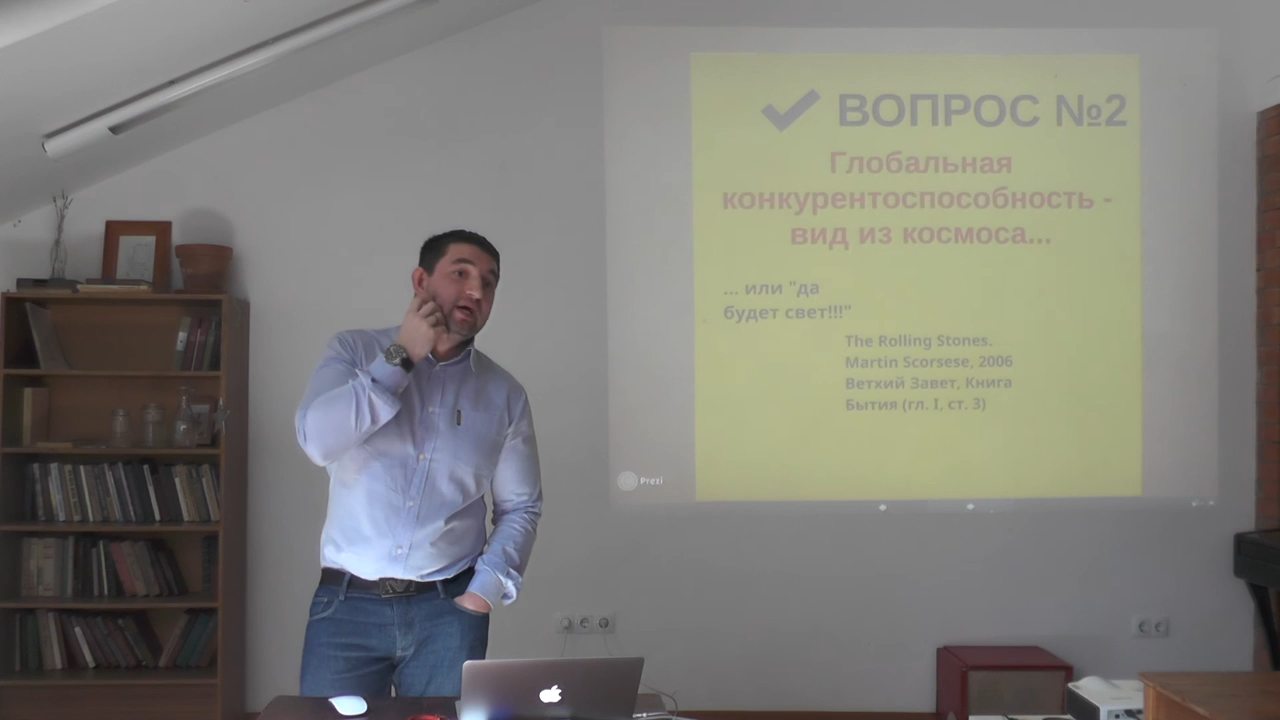 ВОПРОС №2
Глобальная
конкурентоспособность -
вид из космоса...
... или "да
будет свет!!!"
The Rolling Stones.
Martin Scorsese, 2006
Ветхий Завет, Книга
Бытия (гл. I, ст. 3)
Prezi